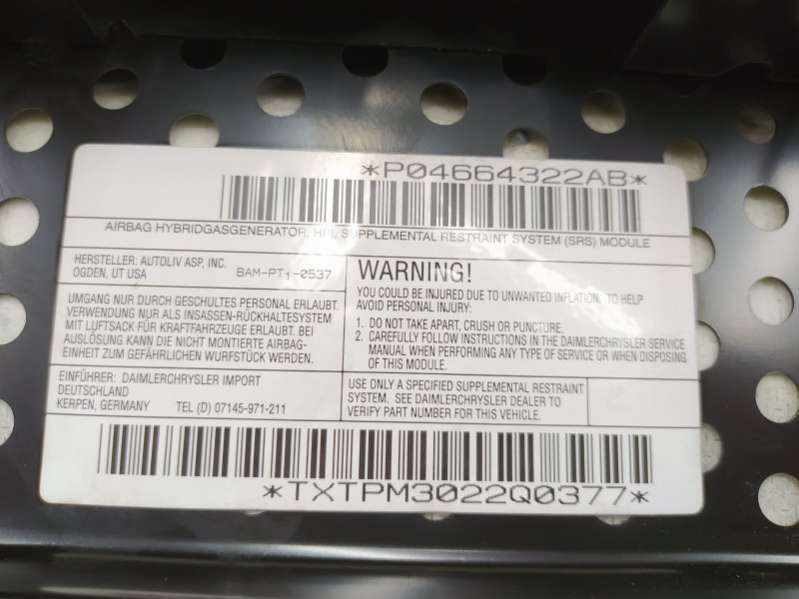 *P04664322AB*
AIRBAG HYBRIDGASGENERATOR, HFI, SUPPLEMENTAL RESTRAINT SYSTEM (SRS) MODULE
HERSTELLER: AUTOLIV ASP, INC.
OGDEN, UT USA BAM-PT1-0537
UMGANG NUR DURCH GESCHULTES PERSONAL ERLAUBT.
VERWENDUNG NUR ALS INSASSEN-RÜCKHALTESYSTEM
MIT LUFTSACK FÜR KRAFTFAHRZEUGE ERLAUBT. BEI
AUSLÖSUNG KANN DIE NICHT MONTIERTE AIRBAG-
EINHEIT ZUM GEFÄHRLICHEN WURFSTÜCK WERDEN.
EINFÜHRER: DAIMLERCHRYSLER IMPORT
DEUTSCHLAND
KERPEN, GERMANY TEL (D) 07145-971-211
WARNING!
YOU COULD BE INJURED DUE TO UNWANTED INFLATION. TO HELP
AVOID PERSONAL INJURY:
1. DO NOT TAKE APART, CRUSH OR PUNCTURE.
2. CAREFULLY FOLLOW INSTRUCTIONS IN THE DAIMLERCHRYSLER SERVICE
MANUAL WHEN PERFORMING ANY TYPE OF SERVICE OR WHEN DISPOSING
OF THIS MODULE.
USE ONLY A SPECIFIED SUPPLEMENTAL RESTRAINT
SYSTEM. SEE DAIMLERCHRYSLER DEALER TO
VERIFY PART NUMBER FOR THIS VEHICLE.
*TXTPM3022Q0377*